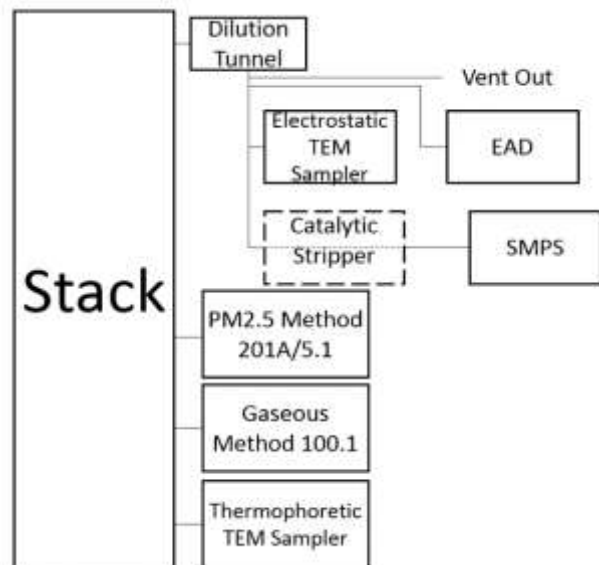 Dilution
Tunnel
Vent Out
Electrostatic
TEM
Sampler
EAD
Catalytic
Stripper
SMPS
Stack
PM2.5 Method
201A/5.1
Gaseous
Method 100.1
Thermophoretic
TEM Sampler